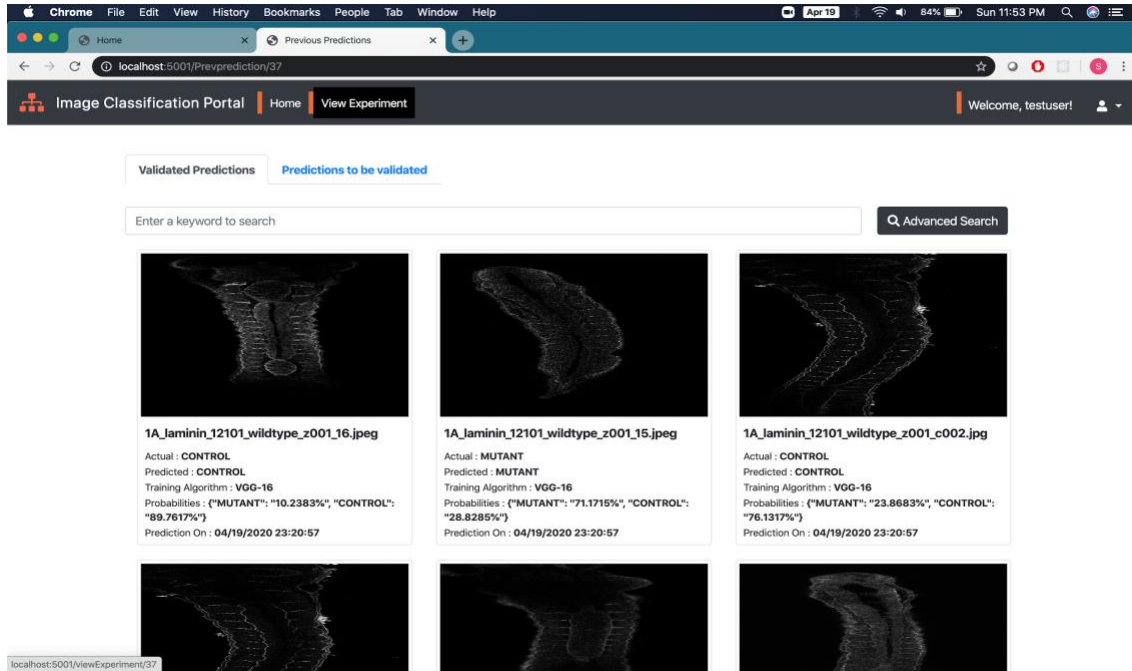 Chrome File Edit View History Bookmarks People Tab Window Help Apr 19 84% Sun 11:53 PM
Home Previous Predictions
localhost:5001/Prevprediction/37 S
Image Classification Portal Home View Experiment Welcome, testuser!
Validated Predictions Predictions to be validated
Enter a keyword to search Advanced Search
1A_laminin_12101_wildtype_z001_16.jpeg
Actual : CONTROL
Predicted : CONTROL
Training Algorithm : VGG-16
Probabilities : {"MUTANT": "10.2383%", "CONTROL":
"89.7617%"}
Prediction On : 04/19/2020 23:20:57
1A_laminin_12101_wildtype_z001_15.jpeg
Actual : MUTANT
Predicted : MUTANT
Training Algorithm : VGG-16
Probabilities : {"MUTANT": "71.1715%", "CONTROL":
"28.8285%"}
Prediction On : 04/19/2020 23:20:57
1A_laminin_12101_wildtype_z001_c002.jpg
Actual : CONTROL
Predicted : CONTROL
Training Algorithm : VGG-16
Probabilities : {"MUTANT": "23.8683%", "CONTROL":
"76.1317%"}
Prediction On : 04/19/2020 23:20:57
localhost:5001/viewExperiment/37